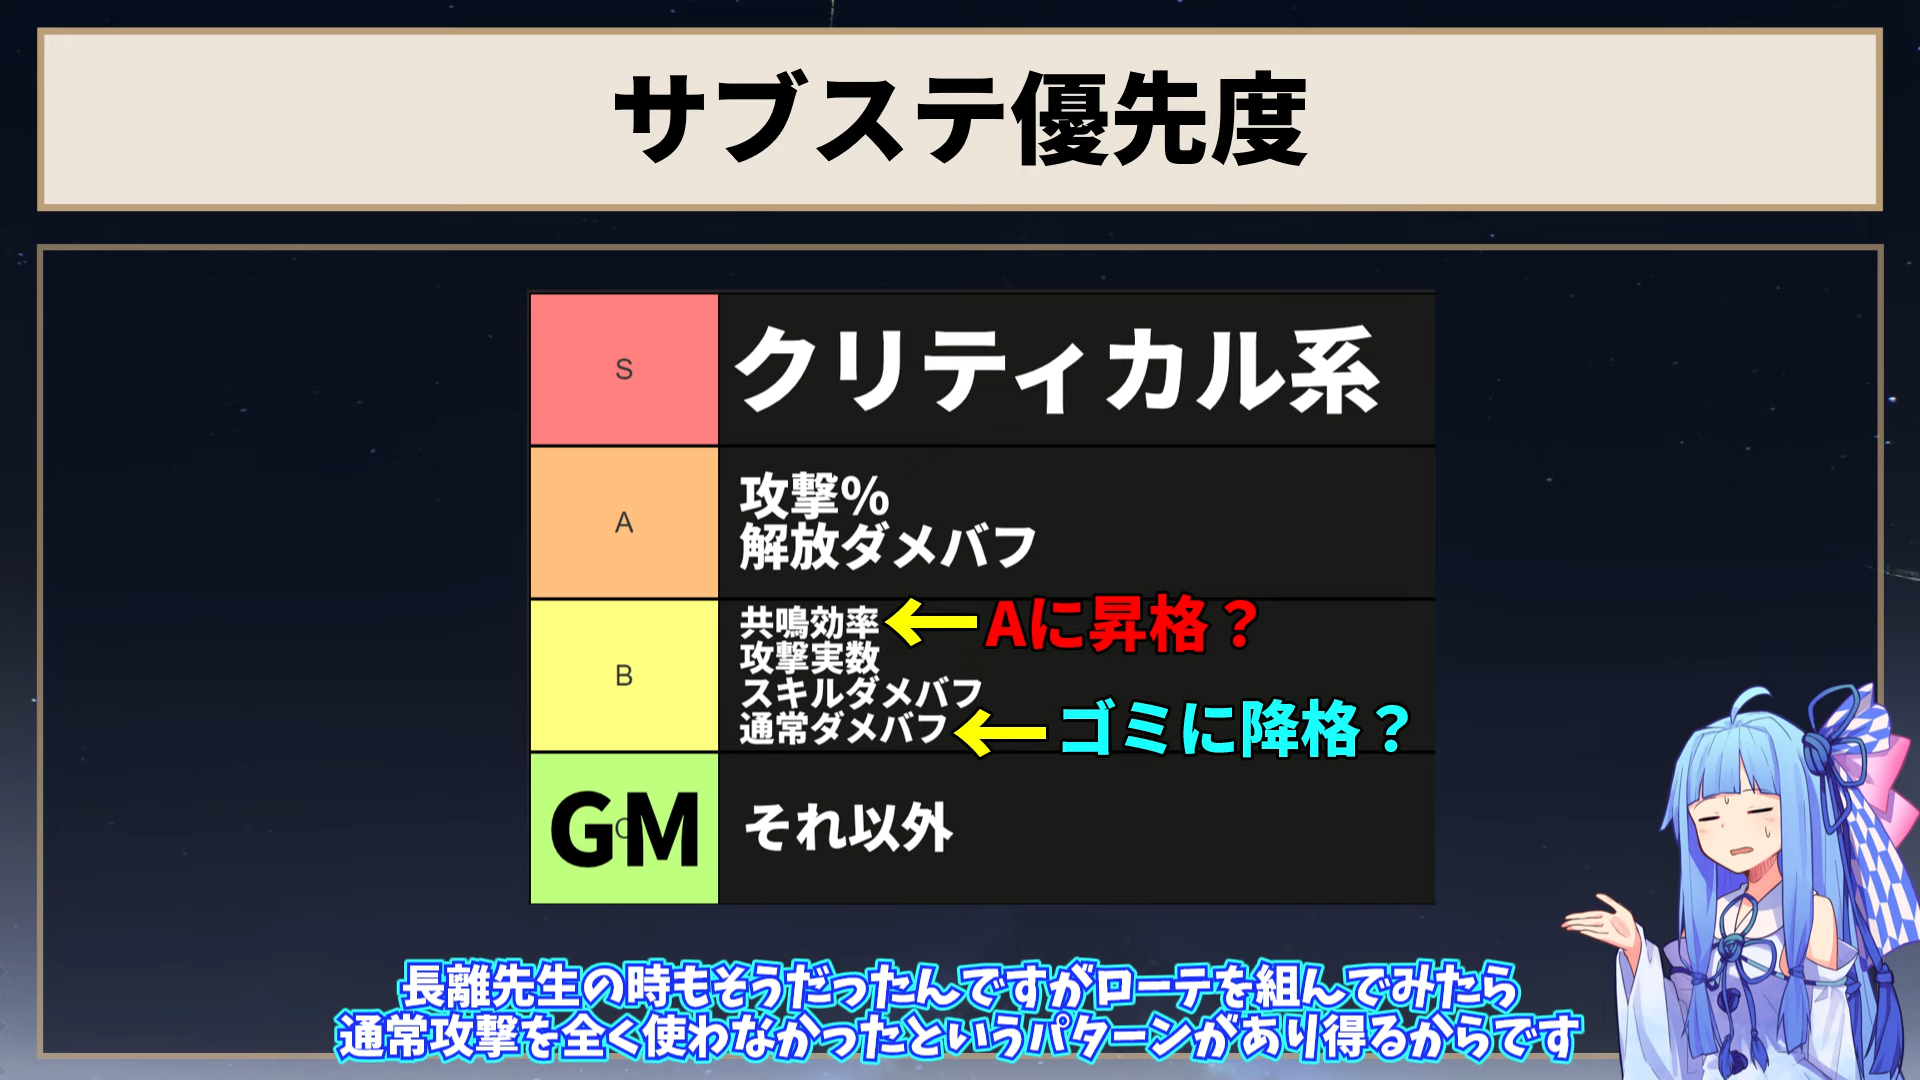 サブステ優先度
S
クリティカル系
A
攻撃%
解放ダメバフ
B
共鳴効率
Aに昇格？
攻撃実数
スキルダメバフ
通常ダメバフ
ゴミに降格？
GM
それ以外
長離先生の時もそうだったんですがローテを組んでみたら
通常攻撃を全く使わなかったというパターンがあり得るからです